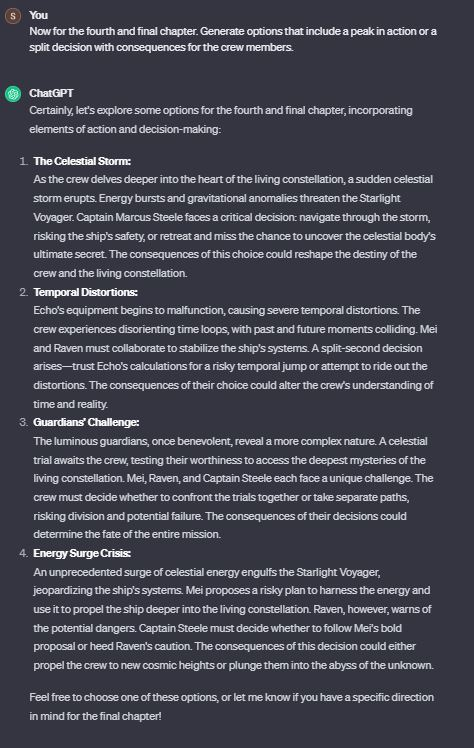 S You
Now for the fourth and final chapter. Generate options that include a peak in action or a
split decision with consequences for the crew members.
ChatGPT
Certainly, let's explore some options for the fourth and final chapter, incorporating
elements of action and decision-making:
1. The Celestial Storm:
As the crew delves deeper into the heart of the living constellation, a sudden celestial
storm erupts. Energy bursts and gravitational anomalies threaten the Starlight
Voyager. Captain Marcus Steele faces a critical decision: navigate through the storm,
risking the ship's safety, or retreat and miss the chance to uncover the celestial body's
ultimate secret. The consequences of this choice could reshape the destiny of the
crew and the living constellation.
2. Temporal Distortions:
Echo's equipment begins to malfunction, causing severe temporal distortions. The
crew experiences disorienting time loops, with past and future moments colliding. Mei
and Raven must collaborate to stabilize the ship's systems. A split-second decision
arises—trust Echo's calculations for a risky temporal jump or attempt to ride out the
distortions. The consequences of their choice could alter the crew's understanding of
time and reality.
3. Guardians' Challenge:
The luminous guardians, once benevolent, reveal a more complex nature. A celestial
trial awaits the crew, testing their worthiness to access the deepest mysteries of the
living constellation. Mei, Raven, and Captain Steele each face a unique challenge. The
crew must decide whether to confront the trials together or take separate paths,
risking division and potential failure. The consequences of their decisions could
determine the fate of the entire mission.
4. Energy Surge Crisis:
An unprecedented surge of celestial energy engulfs the Starlight Voyager,
jeopardizing the ship's systems. Mei proposes a risky plan to harness the energy and
use it to propel the ship deeper into the living constellation. Raven, however, warns of
the potential dangers. Captain Steele must decide whether to follow Mei's bold
proposal or heed Raven's caution. The consequences of this decision could either
propel the crew to new cosmic heights or plunge them into the abyss of the unknown.
Feel free to choose one of these options, or let me know if you have a specific direction
in mind for the final chapter!